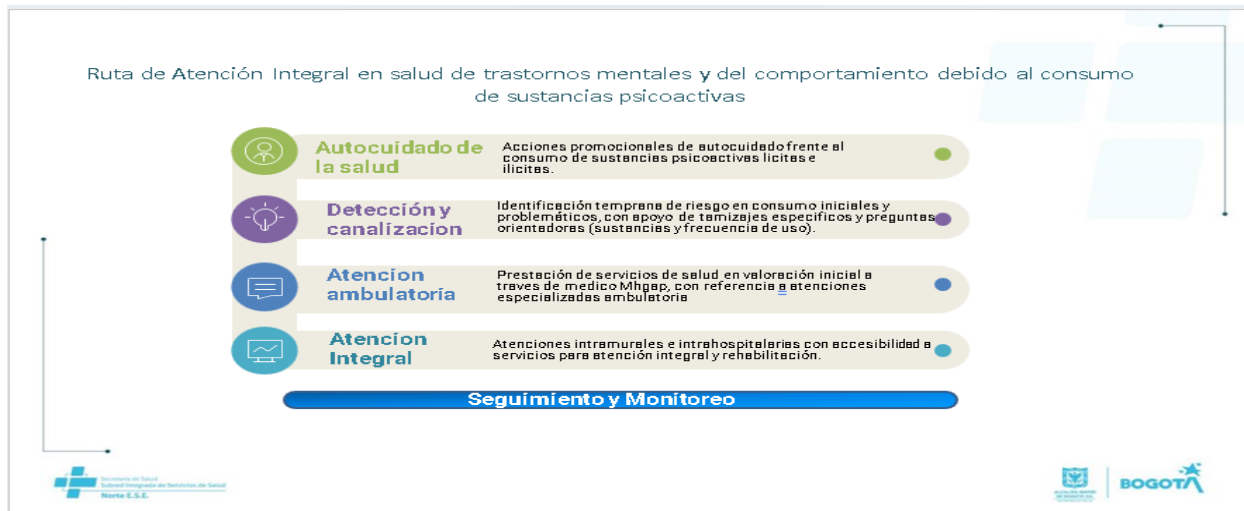 Ruta de Atención Integral en salud de trastornos mentales y del comportamiento debido al consumo
de sustancias psicoactivas
Autocuidado de
la salud
Acciones promocionales de autocuidado frente al
consumo de sustancias psicoactivas licitas e
ilicitas.
Detección y
canalizacion
Identificación temprana de riesgo en consumo iniciales y
problemáticos, con apoyo de tamizajes especificos y preguntas
orientadoras (sustancias y frecuencia de uso).
Atencion
ambulatoria
Prestación de servicios de salud en valoración inicial a
traves de medico Mhgap, con referencia a atenciones
especializadas ambulatoria
Atencion
Integral
Atenciones intramurales e intrahospitalarias con accesibilidad a
servicios para atención integral y rehabilitación.
Seguimiento y Monitoreo
Secretaría de Salud
Subred Integrada de Servicios de Salud
Norte E.S.E.
ALCALDÍA MAYOR
DE BOGOTÁ D.C.
BOGOTÁ